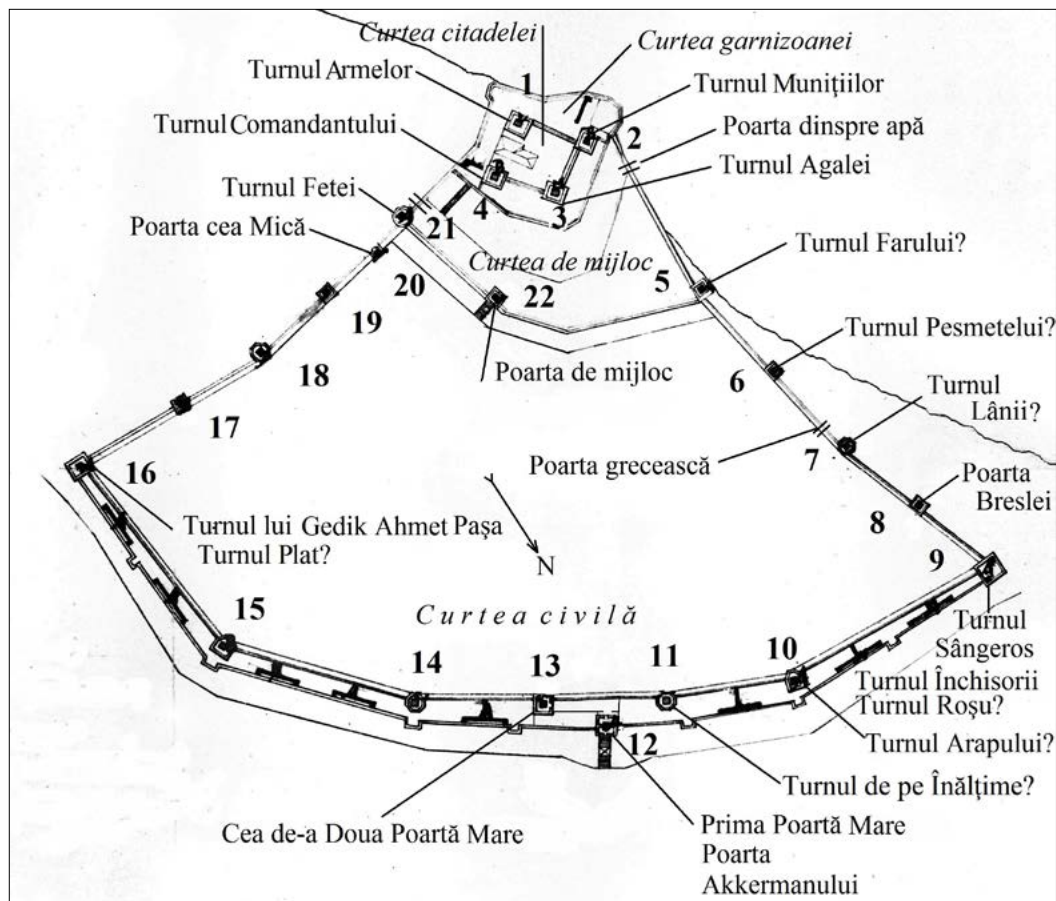 Curtea citadelei
Curtea garnizoanei
Turnul Armelor
1
Turnul Munițiilor
Turnul Comandantului
2
Poarta dinspre apă
Turnul Agalei
Turnul Fetei
4
3
21
Poarta cea Mică
Curtea de mijloc
5
Turnul Farului?
20
22
19
Turnul Pesmetelui?
18
Poarta de mijloc
6
Turnul
Lânii?
17
7
16
Poarta grecească
Poarta
Breslei
8
Turnul lui Gedik Ahmet Pașa
Turnul Plat?
N
9
15
Curtea civilă
Turnul
Sângeros
14
13
11
10
Turnul Închisorii
Turnul Roșu?
12
Turnul Arapului?
Turnul de pe Înălțime?
Cea de-a Doua Poartă Mare
Prima Poartă Mare
Poarta
Akkermanului